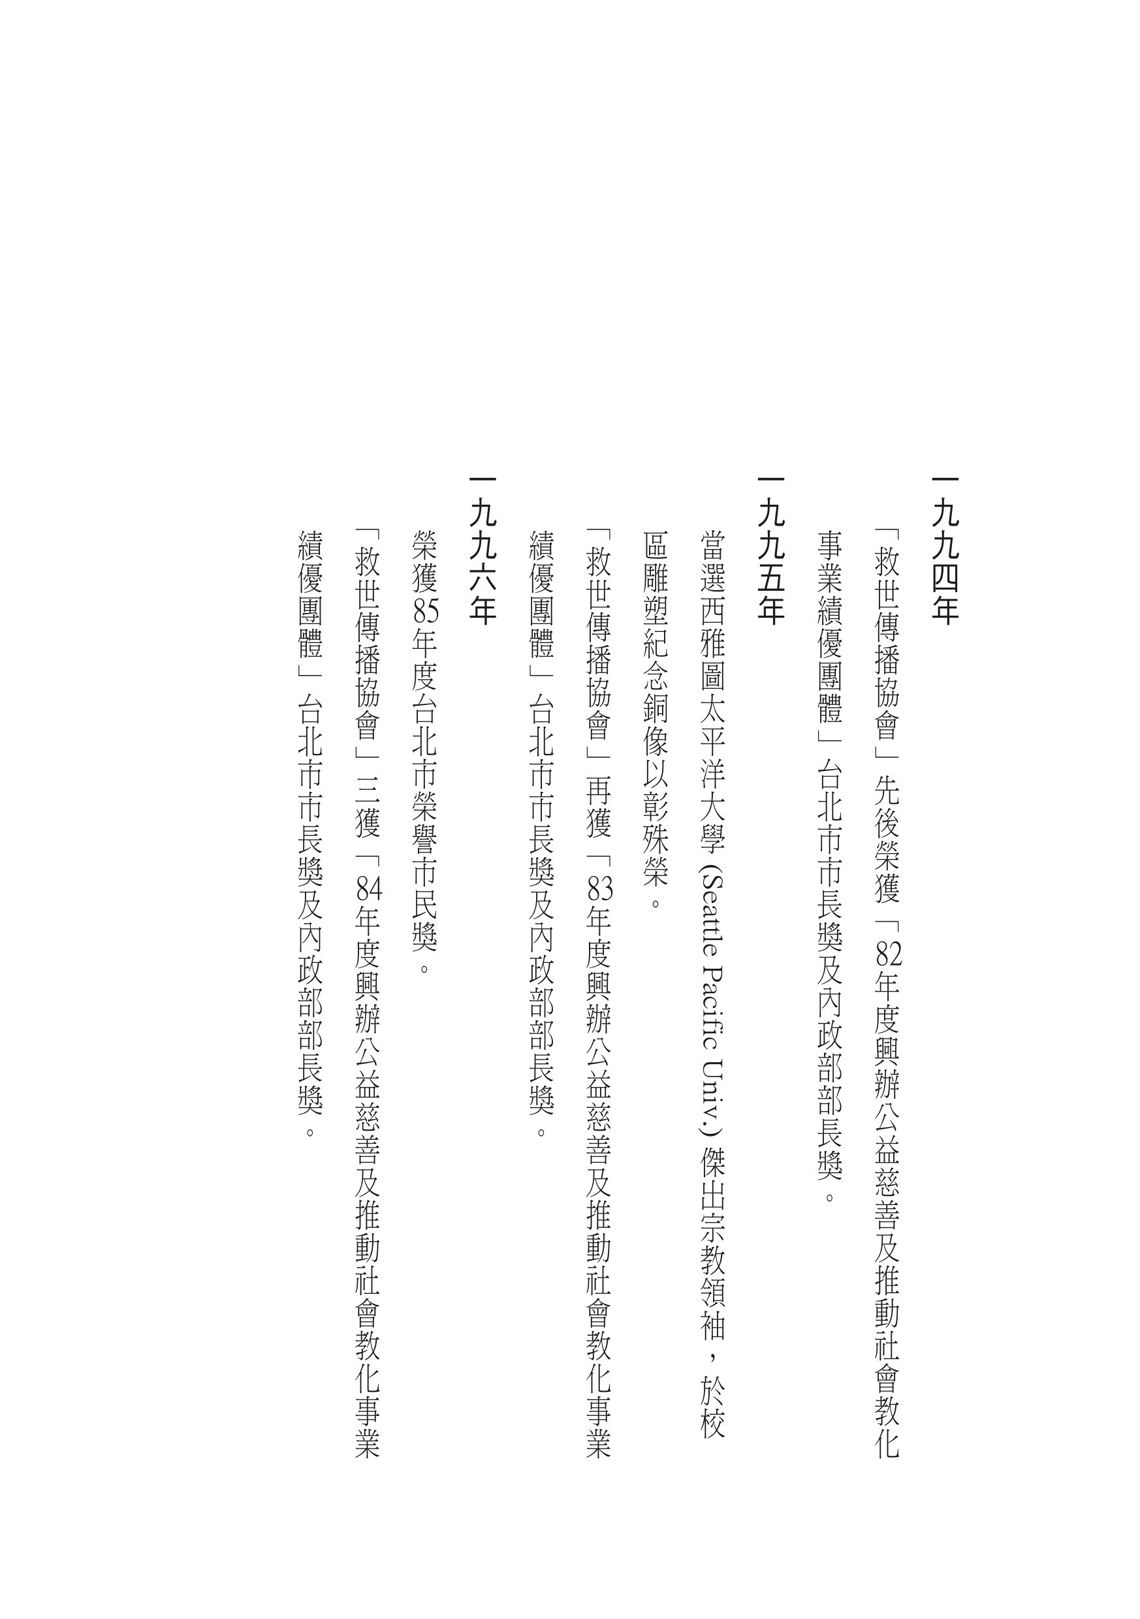 一九九四年
「救世傳播協會」先後榮獲「82年度興辦公益慈善及推動社會教化
事業績優團體」台北市市長獎及內政部部長獎。
一九九五年
當選西雅圖太平洋大學 (Seattle Pacific Univ.) 傑出宗教領袖，於校
區雕塑紀念銅像以彰殊榮。
「救世傳播協會」再獲「83年度興辦公益慈善及推動社會教化事業
績優團體」台北市市長獎及內政部部長獎。
一九九六年
榮獲85年度台北市榮譽市民獎。
「救世傳播協會」三獲「84年度興辦公益慈善及推動社會教化事業
績優團體」台北市市長獎及內政部部長獎。